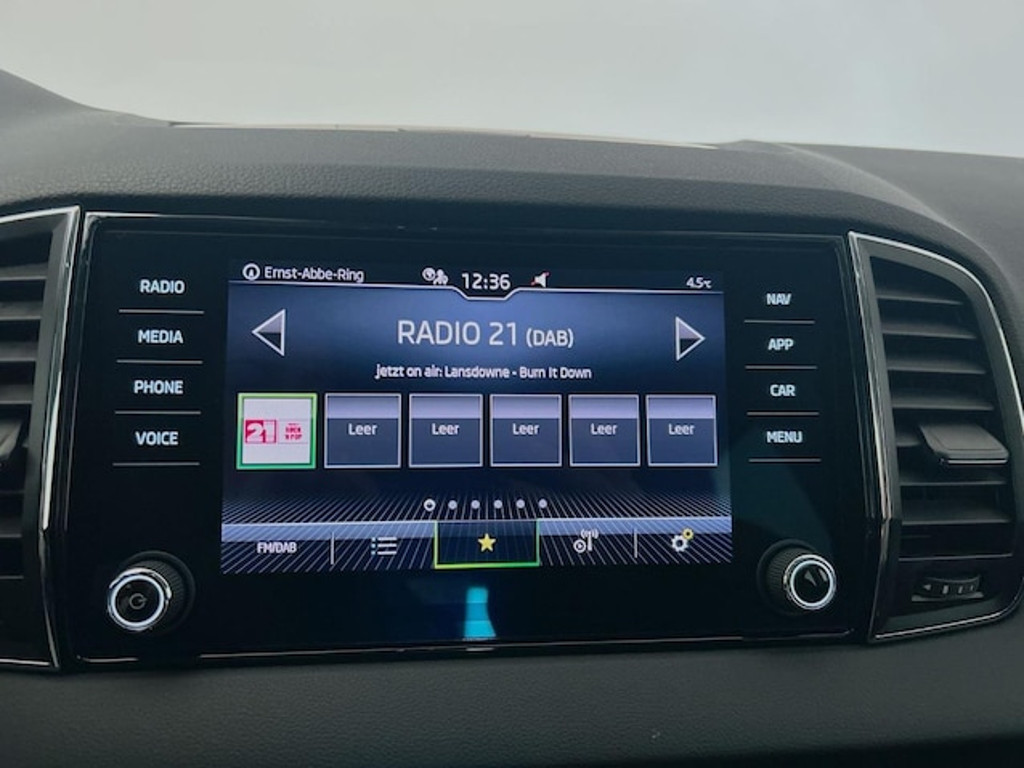 Ernst-Abbe-Ring
12:36
4.5°C
RADIO
MEDIA
PHONE
VOICE
RADIO 21 (DAB)
jetzt on air: Lansdowne - Burn It Down
21
Leer
Leer
Leer
Leer
Leer
FM/DAB
NAV
APP
CAR
MENU